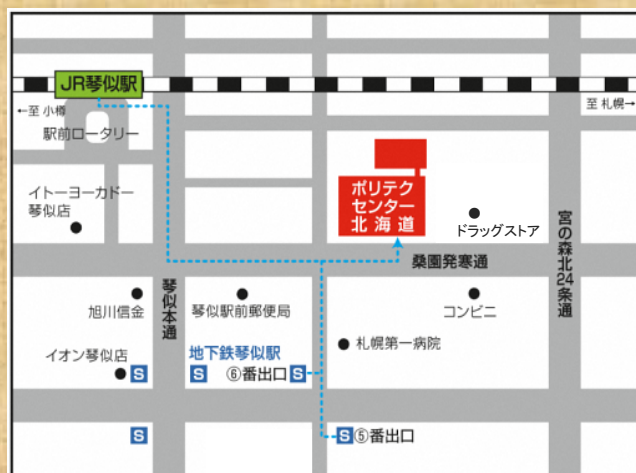 JR琴似駅
←至 小樽
至 札幌→
駅前ロータリー
イトーヨーカドー
琴似店
ポリテク
センター
北海道
ドラッグストア
宮の森北24条通
桑園発寒通
琴似本通
旭川信金
琴似駅前郵便局
コンビニ
地下鉄琴似駅
札幌第一病院
イオン琴似店
S
S
⑥番出口
S
S
S
⑤番出口